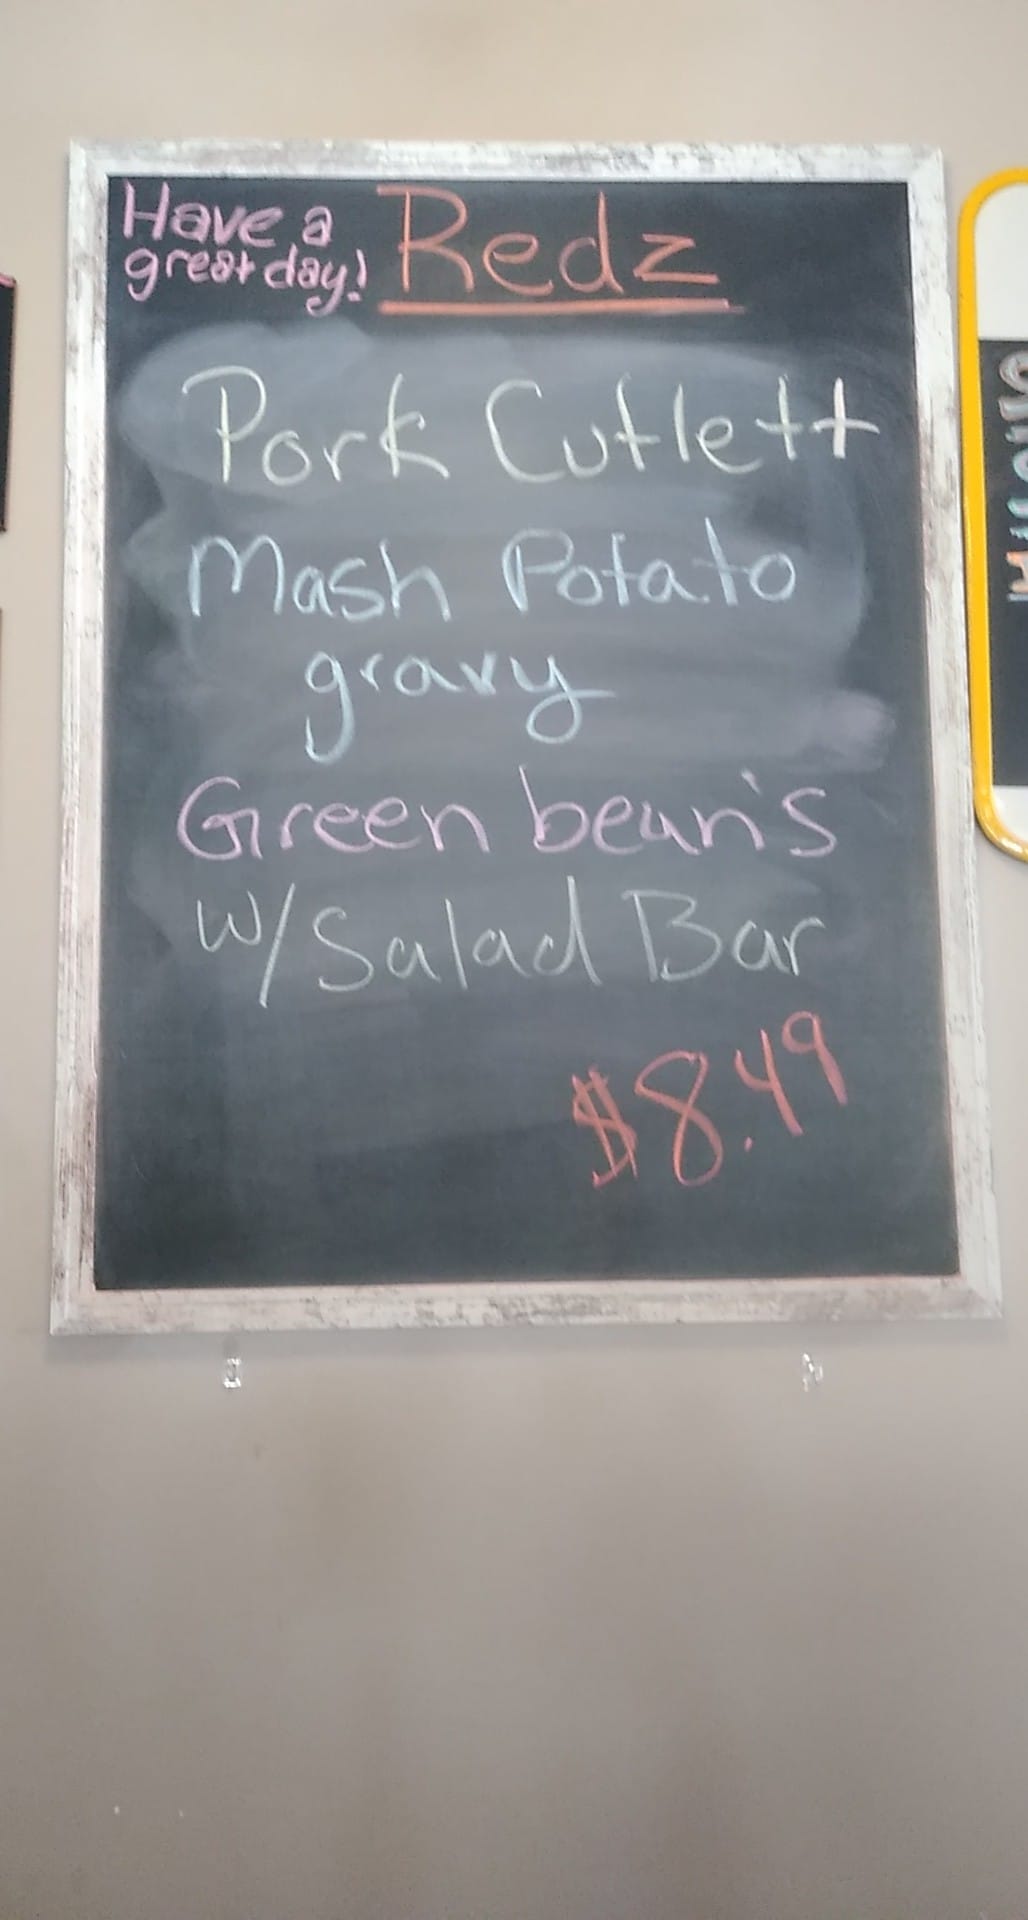 Have a
great day!
Redz
Pork Cutlett
Mash Potato
gravy
Green bean's
w/ Salad Bar
$8.49